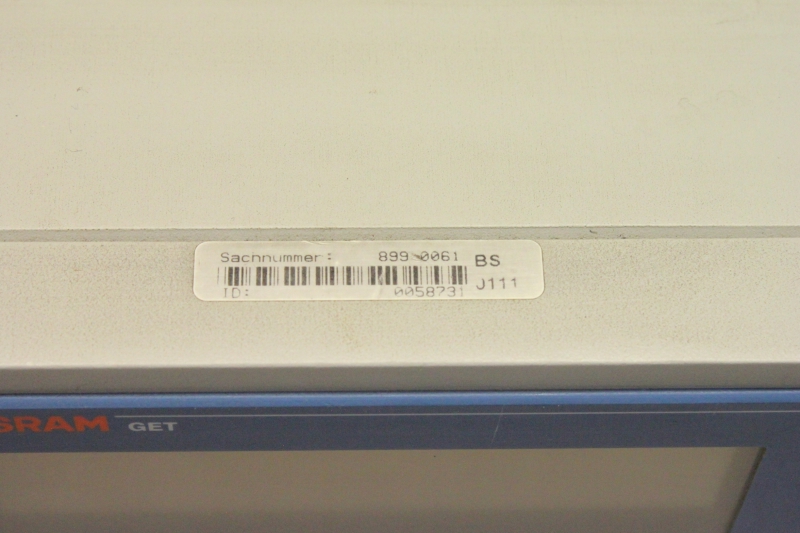 Sachnummer: 899-0061 BS
ID: 0058731 J111
SRAM GET